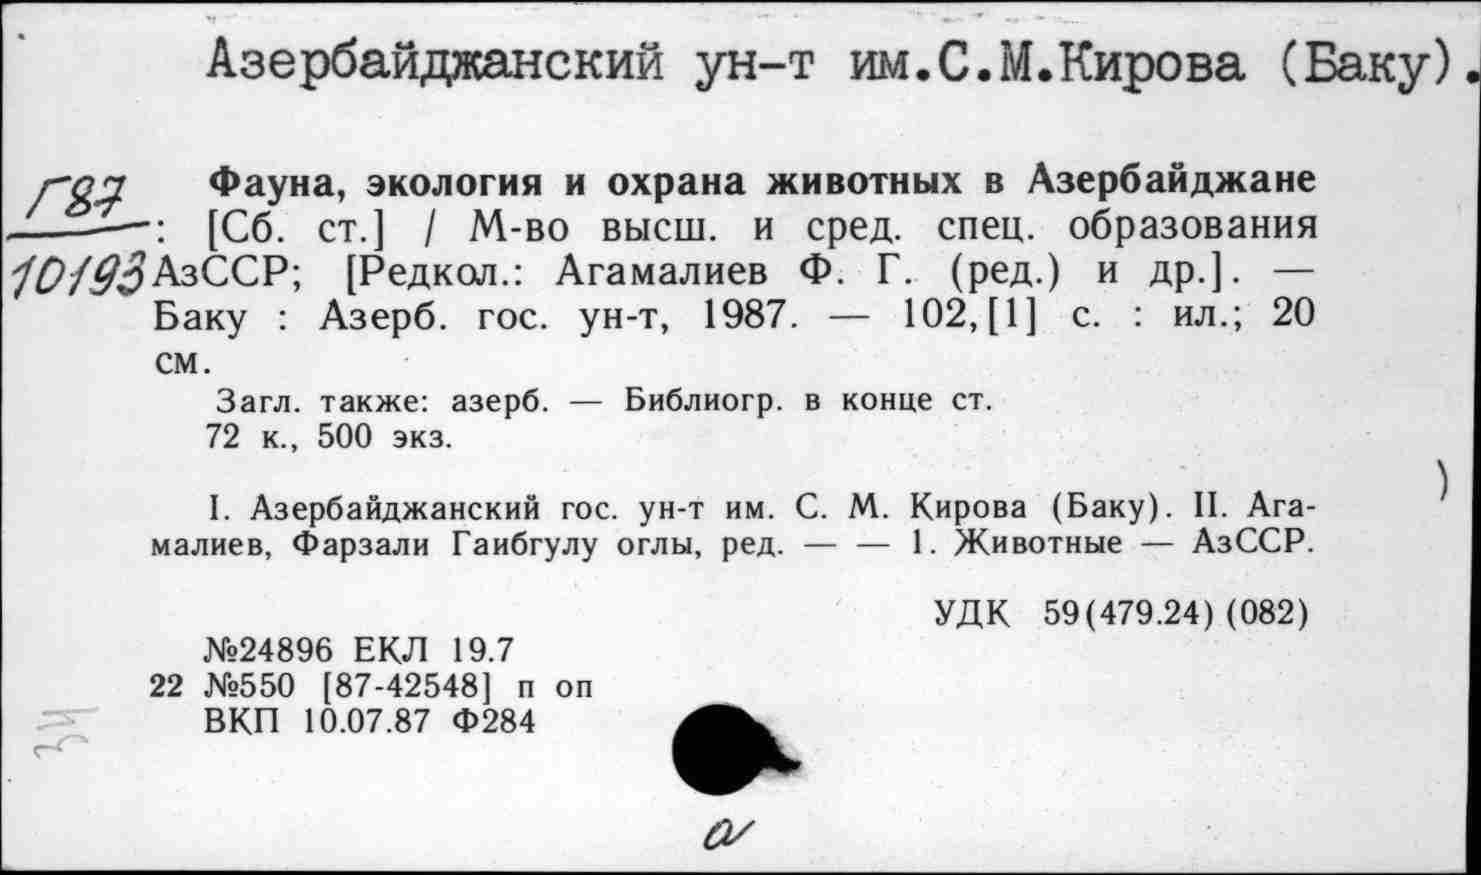 Азербайджанский ун-т им.С.М.Кирова (Баку).
Г87
10193
Фауна, экология и охрана животных в Азербайджане
: [Сб. ст.] / М-во высш. и сред. спец. образования
АзССР; [Редкол.: Агамалиев Ф. Г. (ред.) и др.]. —
Баку : Азерб. гос. ун-т, 1987. — 102,[1] с. : ил.; 20
см.
Загл. также: азерб. — Библиогр. в конце ст.
72 к., 500 экз.
I. Азербайджанский гос. ун-т им. С. М. Кирова (Баку). II. Ага-
малиев, Фарзали Гаибгулу оглы, ред. — — 1. Животные — АзССР.
УДК 59(479.24)(082)
№24896 ЕКЛ 19.7
22 №550 [87-42548] п оп
ВКП 10.07.87 Ф284